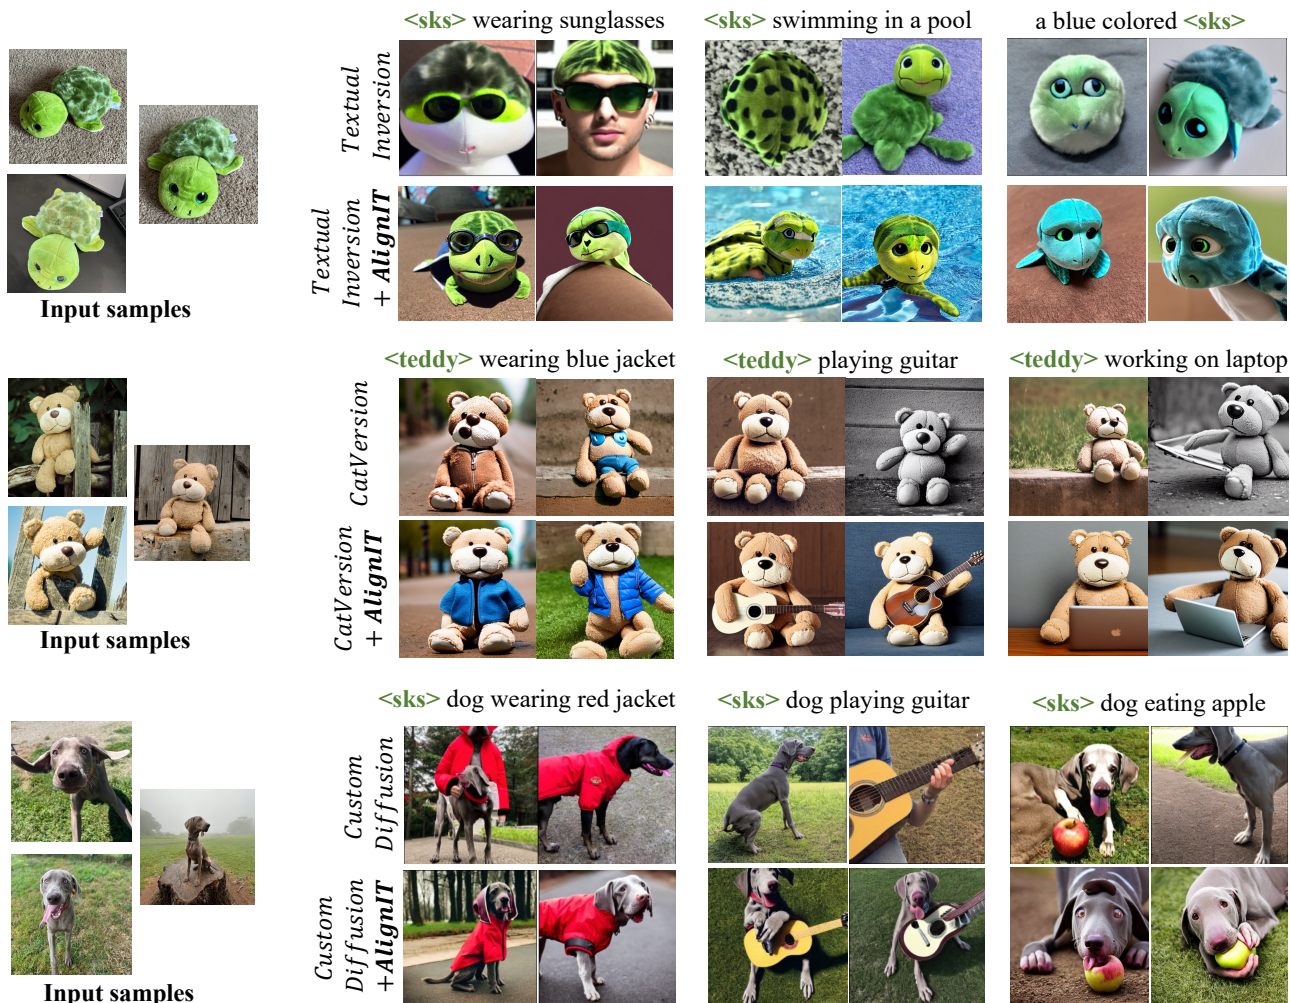 <sks> wearing sunglasses
<sks> swimming in a pool
a blue colored <sks>
Textual
Inversion
Textual
Inversion
+ AlignIT
Input samples
<teddy> wearing blue jacket
<teddy> playing guitar
<teddy> working on laptop
CatVersion
CatVersion
+ AlignIT
Input samples
<sks> dog wearing red jacket
<sks> dog playing guitar
<sks> dog eating apple
Custom
Diffusion
Custom
Diffusion
+AlignIT
Input samples